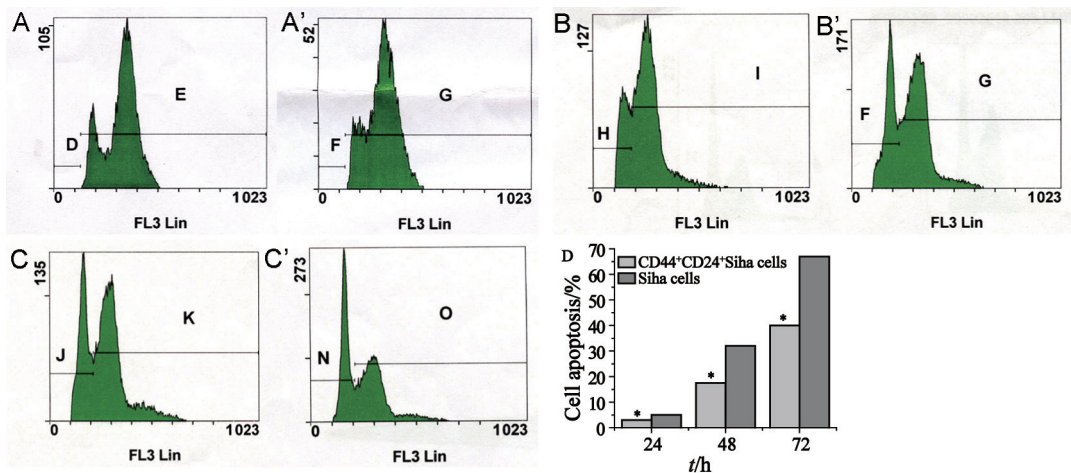 A
105
D
E
0
1023
FL3 Lin
A'
52
F
G
0
1023
FL3 Lin
B
127
H
I
0
1023
FL3 Lin
B'
171
F
G
0
1023
FL3 Lin
C
135
J
K
0
1023
FL3 Lin
C'
273
N
O
0
1023
FL3 Lin
D
CD44+CD24+Siha cells
Siha cells
Cell apoptosis/%
70
60
50
40
30
20
10
0
*
*
*
24 48 72
t/h